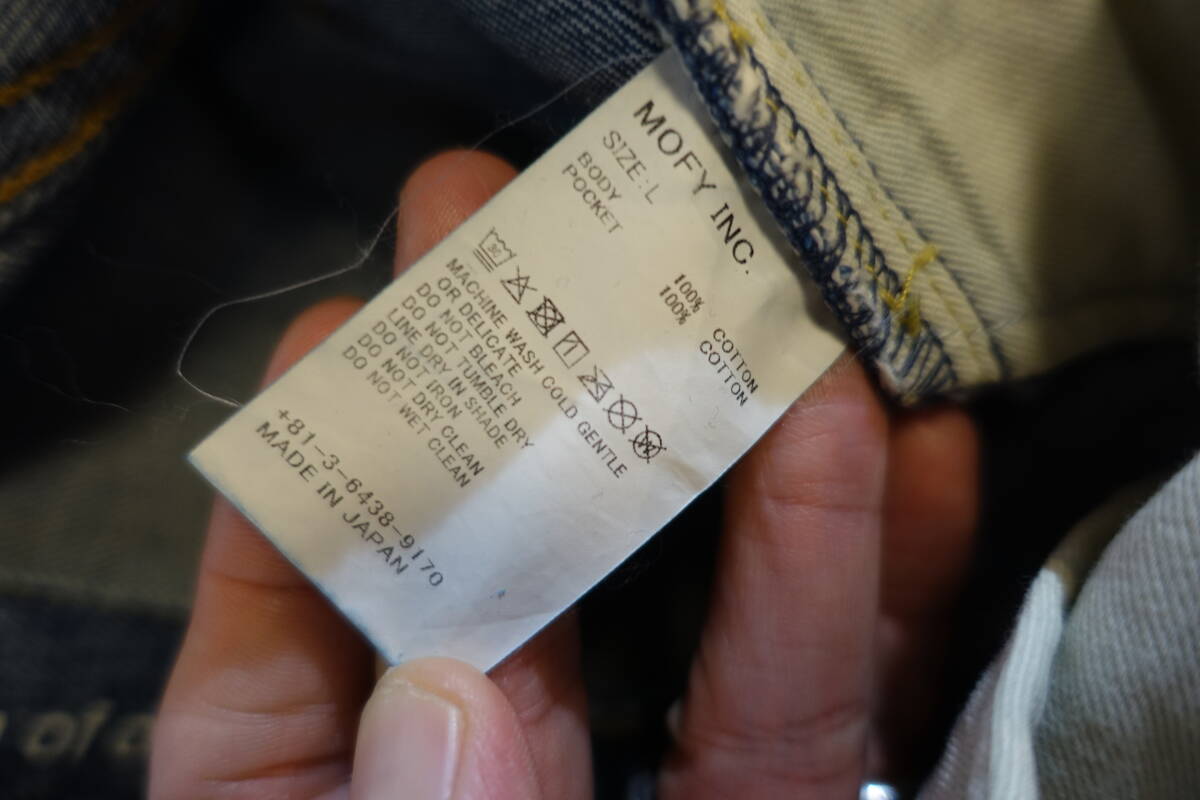 MOFY INC.
SIZE:L
BODY 100% COTTON
POCKET 100% COTTON
30
MACHINE WASH COLD GENTLE
OR DELICATE
DO NOT BLEACH
DO NOT TUMBLE DRY
LINE DRY IN SHADE
DO NOT IRON
DO NOT DRY CLEAN
DO NOT WET CLEAN
+81-3-6438-9170
MADE IN JAPAN
of